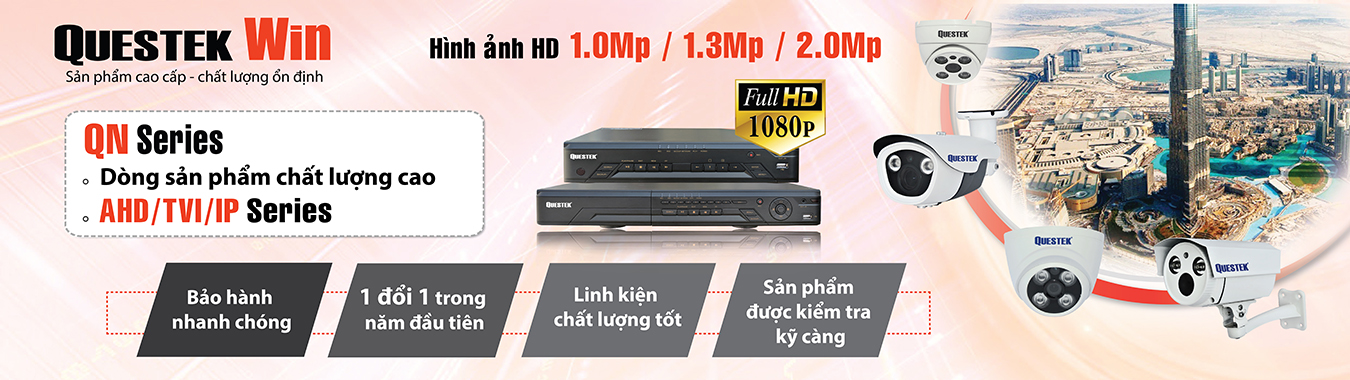 QUESTEK Win
Sản phẩm cao cấp - chất lượng ổn định
Hình ảnh HD 1.0Mp / 1.3Mp / 2.0Mp
QN Series
Dòng sản phẩm chất lượng cao
AHD/TVI/IP Series
Full HD
1080P
QUESTEK
QUESTEK
QUESTEK
QUESTEK
QUESTEK
QUESTEK
Bảo hành
nhanh chóng
1 đổi 1 trong
năm đầu tiên
Linh kiện
chất lượng tốt
Sản phẩm
được kiểm tra
kỹ càng